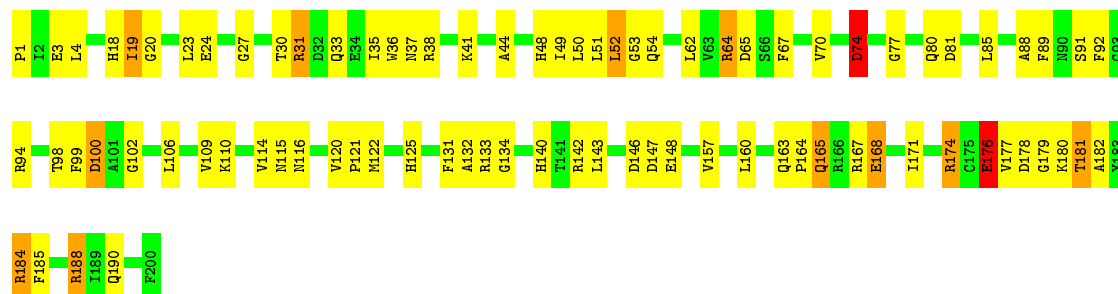 P1 I2 E3 L4 H18 I19 G20 L23 E24 G27 T30 R31 D32 Q33 E34 I35 W36 N37 R38 K41 A44 H48 I49 L50 L51 L52 G53 Q54 L62 V63 R64 D65 S66 F67 V70 D74 G77 Q80 D81 L85 A88 F89 N90 S91 F92
R94 T98 F99 D100 A101 G102 L106 V109 K110 V114 N115 N116 V120 P121 M122 H125 F131 A132 R133 G134 H140 T141 R142 L143 D146 D147 E148 V157 L160 Q163 P164 Q165 R166 R167 E168 I171 R174 C175 E176 V177 D178 G179 K180 T181 A182
R184 F185 R188 I189 Q190 F200